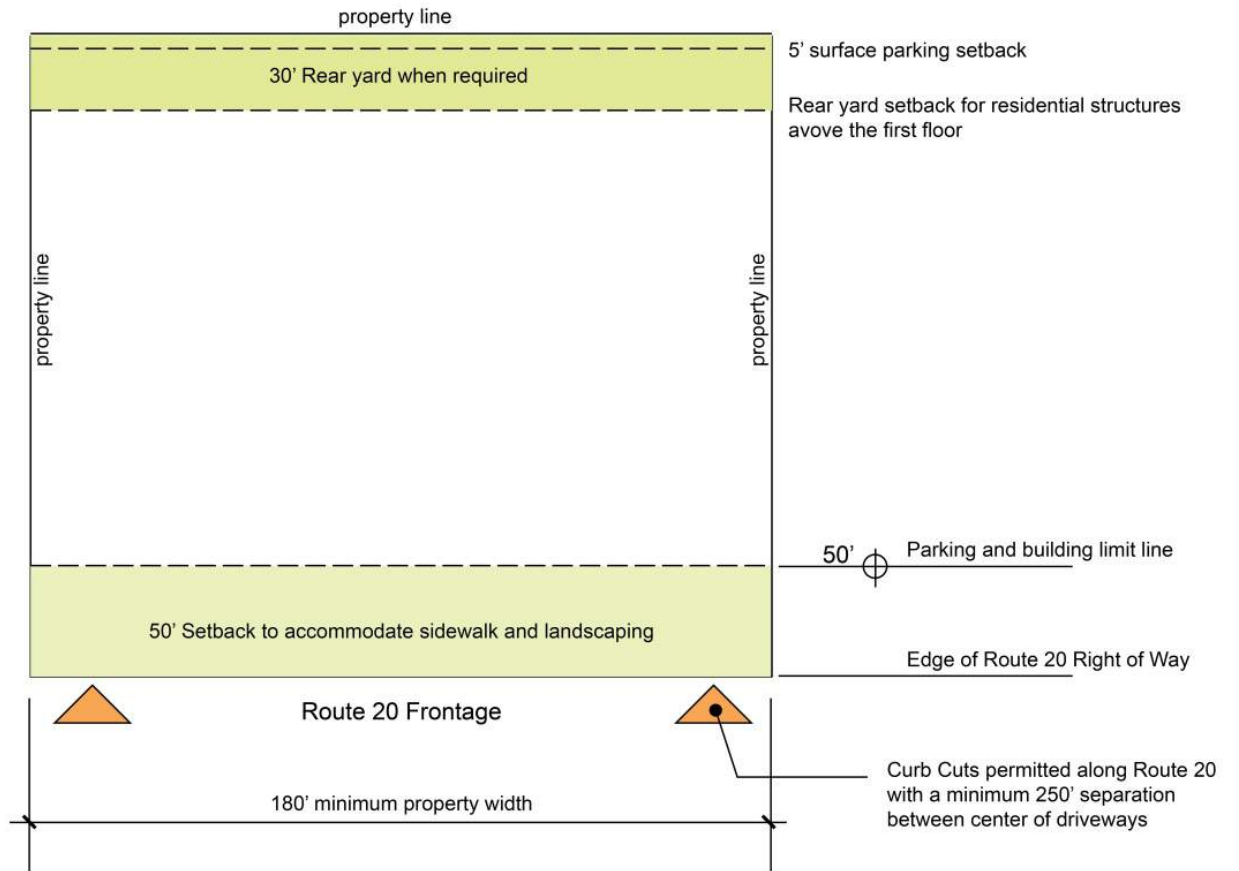 property line
5’ surface parking setback
30’ Rear yard when required
Rear yard setback for residential structures
avove the first floor
property line
property line
50’
Parking and building limit line
50’ Setback to accommodate sidewalk and landscaping
Edge of Route 20 Right of Way
Route 20 Frontage
Curb Cuts permitted along Route 20
with a minimum 250’ separation
between center of driveways
180’ minimum property width